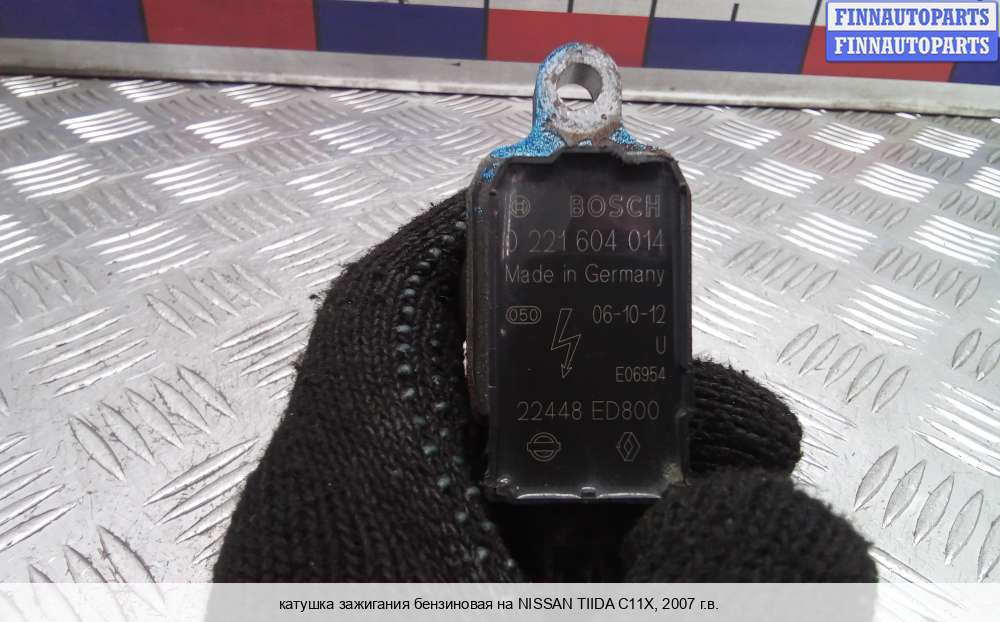 FINNAUTOPARTS
FINNAUTOPARTS
BOSCH
0 221 604 014
Made in Germany
050 06-10-12
U
E06954
22448 ED800
катушка зажигания бензиновая на NISSAN TIIDA C11X, 2007 г.в.